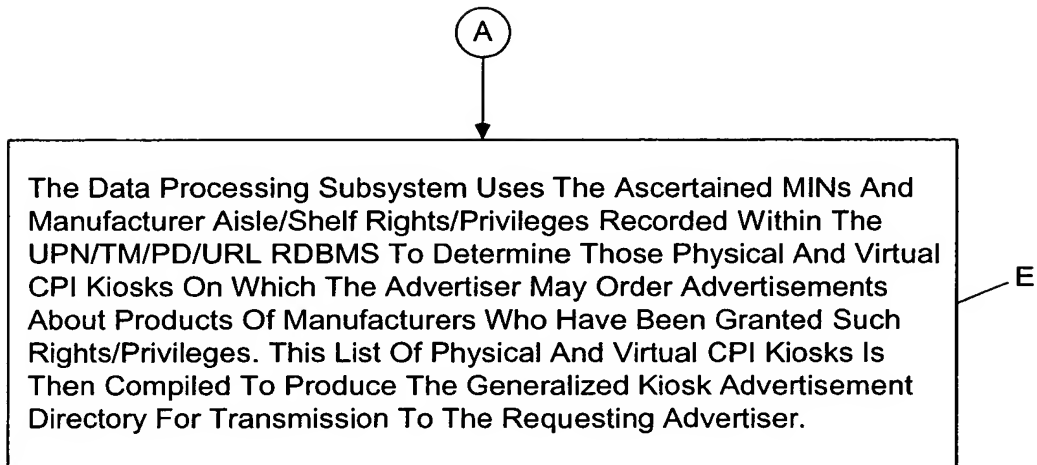 A
The Data Processing Subsystem Uses The Ascertained MINs And
Manufacturer Aisle/Shelf Rights/Privileges Recorded Within The
UPN/TM/PD/URL RDBMS To Determine Those Physical And Virtual
CPI Kiosks On Which The Advertiser May Order Advertisements
About Products Of Manufacturers Who Have Been Granted Such
Rights/Privileges. This List Of Physical And Virtual CPI Kiosks Is
Then Compiled To Produce The Generalized Kiosk Advertisement
Directory For Transmission To The Requesting Advertiser.
E